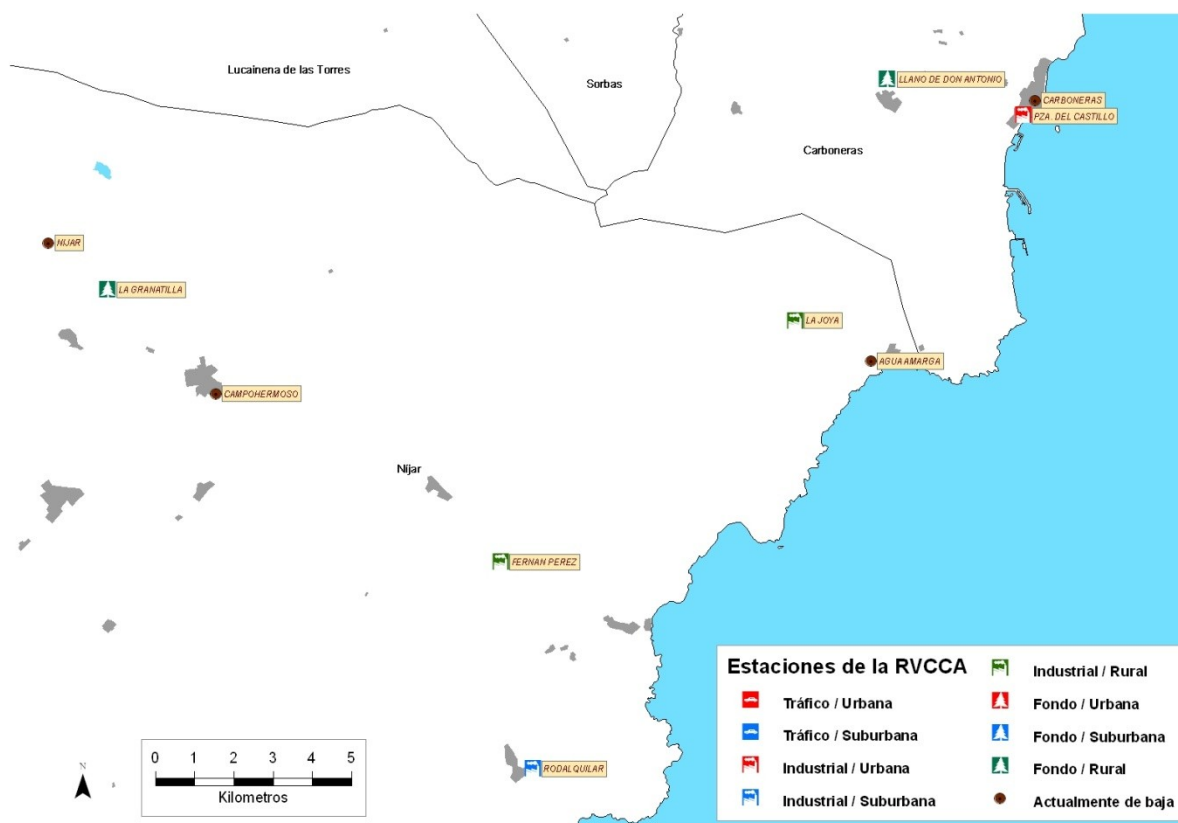 Lucainena de las Torres
Sorbas
LLANO DE DON ANTONIO
CARBONERAS
PZA. DEL CASTILLO
Carboneras
NIJAR
LA GRANATILLA
LA JOYA
AGUA AMARGA
CAMPOHERMOSO
Níjar
FERNAN PEREZ
RODALQUILAR
N
0 1 2 3 4 5
Kilometros
Estaciones de la RVCCA
Tráfico / Urbana
Tráfico / Suburbana
Industrial / Urbana
Industrial / Suburbana
Industrial / Rural
Fondo / Urbana
Fondo / Suburbana
Fondo / Rural
Actualmente de baja